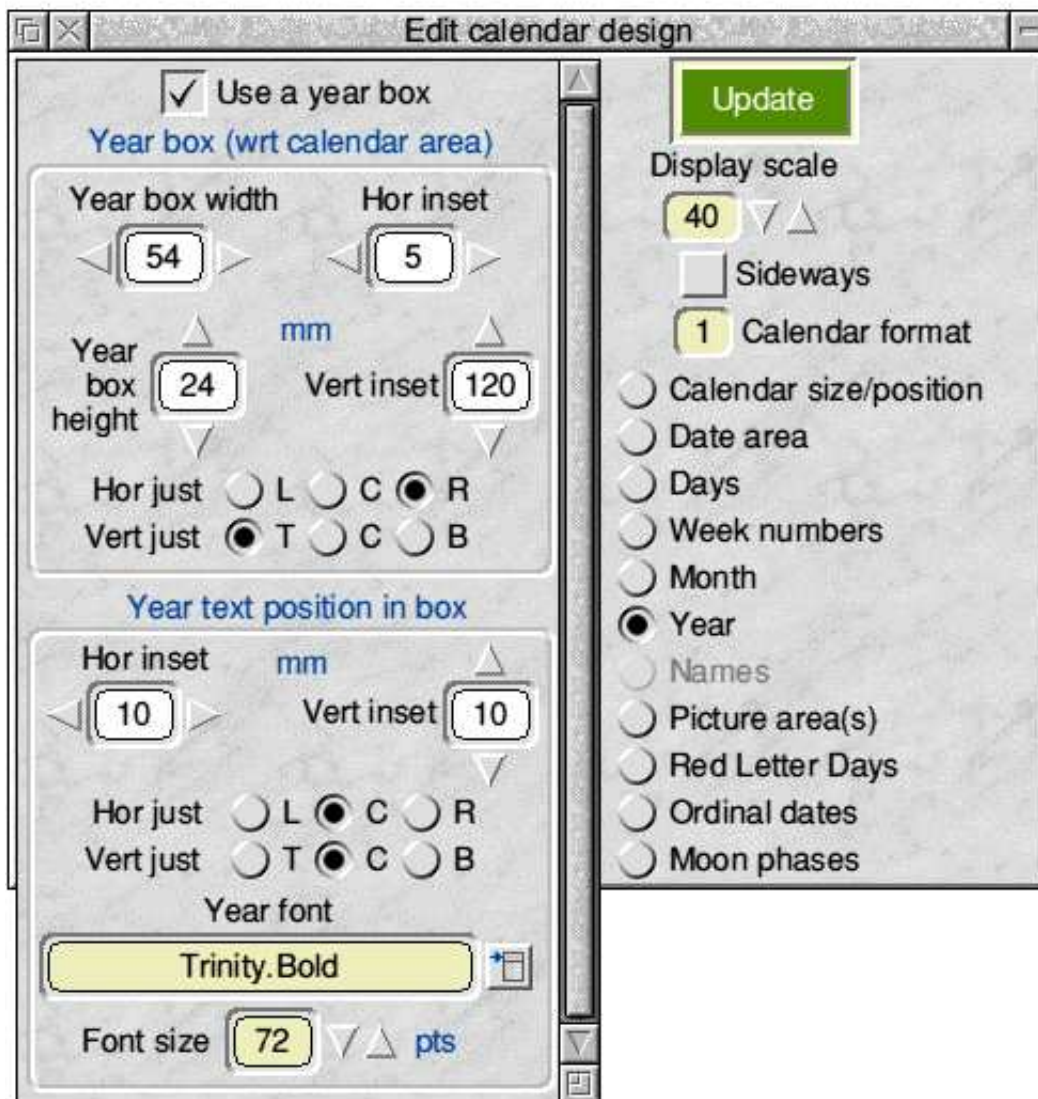 Edit calendar design
Use a year box
Year box (wrt calendar area)
Year box width
Hor inset
54
5
mm
Year
box
height
24
Vert inset
120
Hor just L C R
Vert just T C B
Year text position in box
Hor inset
mm
10
Vert inset
10
Hor just L C R
Vert just T C B
Year font
Trinity.Bold
Font size
72
pts
Update
Display scale
40
Sideways
1 Calendar format
Calendar size/position
Date area
Days
Week numbers
Month
Year
Names
Picture area(s)
Red Letter Days
Ordinal dates
Moon phases